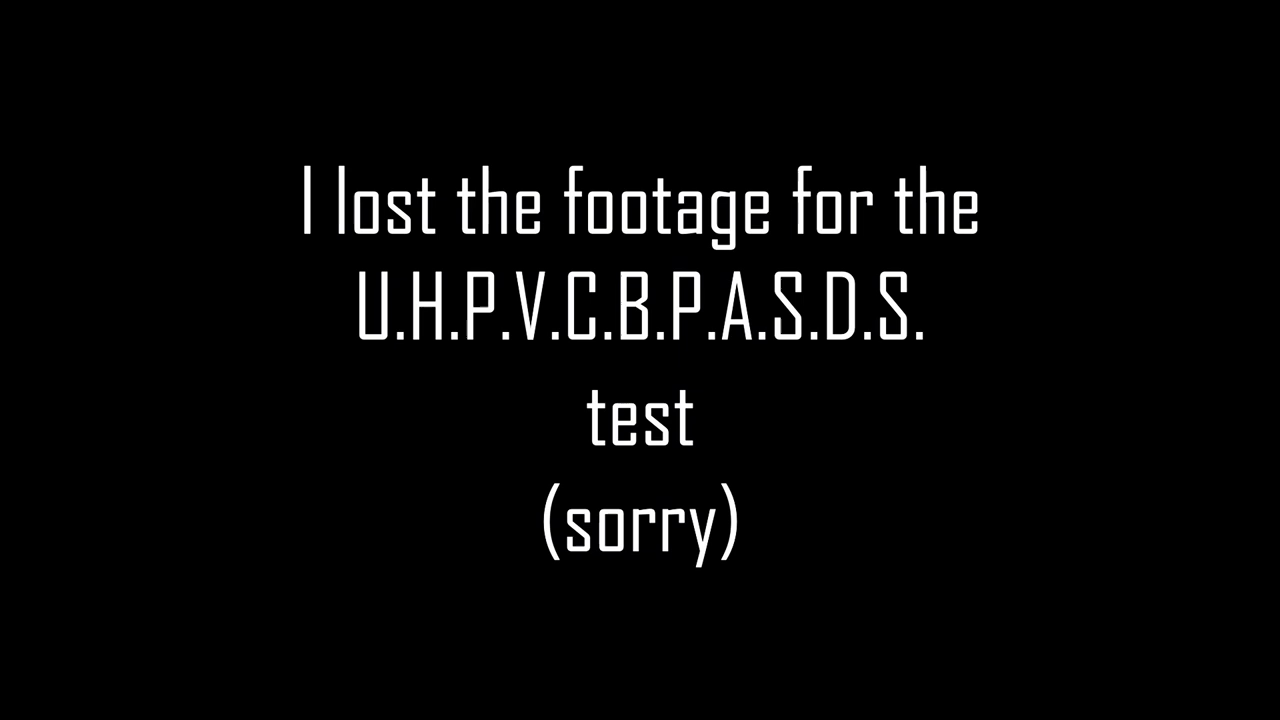 I lost the footage for the
U.H.P.V.C.B.P.A.S.D.S.
test
(sorry)